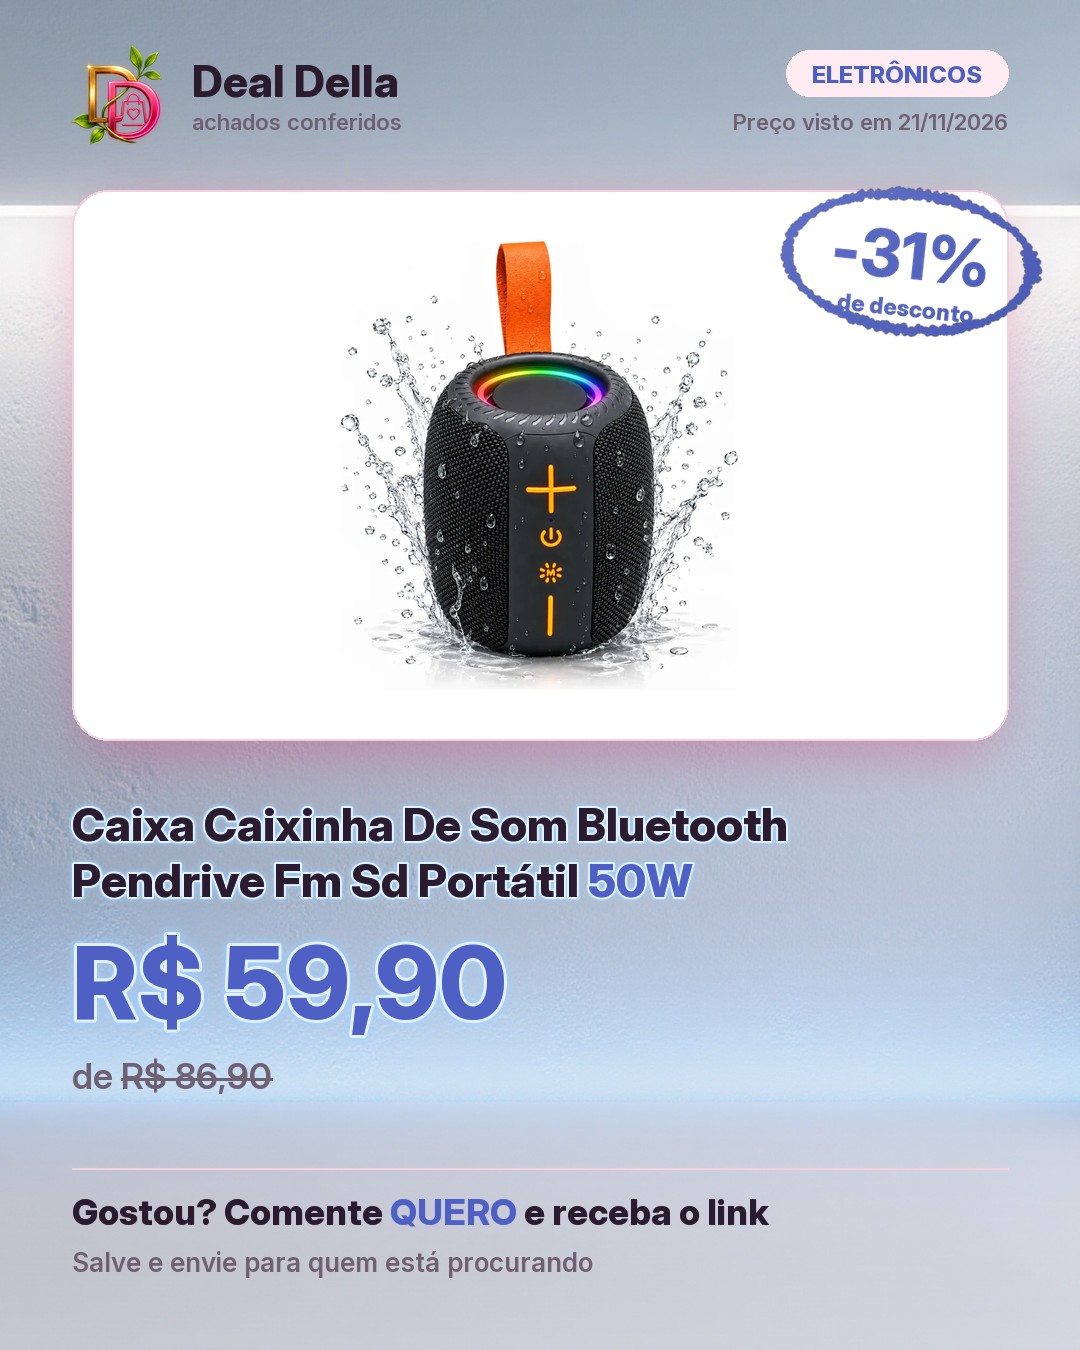 Deal Della
achados conferidos
ELETRÔNICOS
Preço visto em 21/11/2026
-31%
de desconto
M
Caixa Caixinha De Som Bluetooth
Pendrive Fm Sd Portátil 50W
R$ 59,90
de R$ 86,90
Gostou? Comente QUERO e receba o link
Salve e envie para quem está procurando